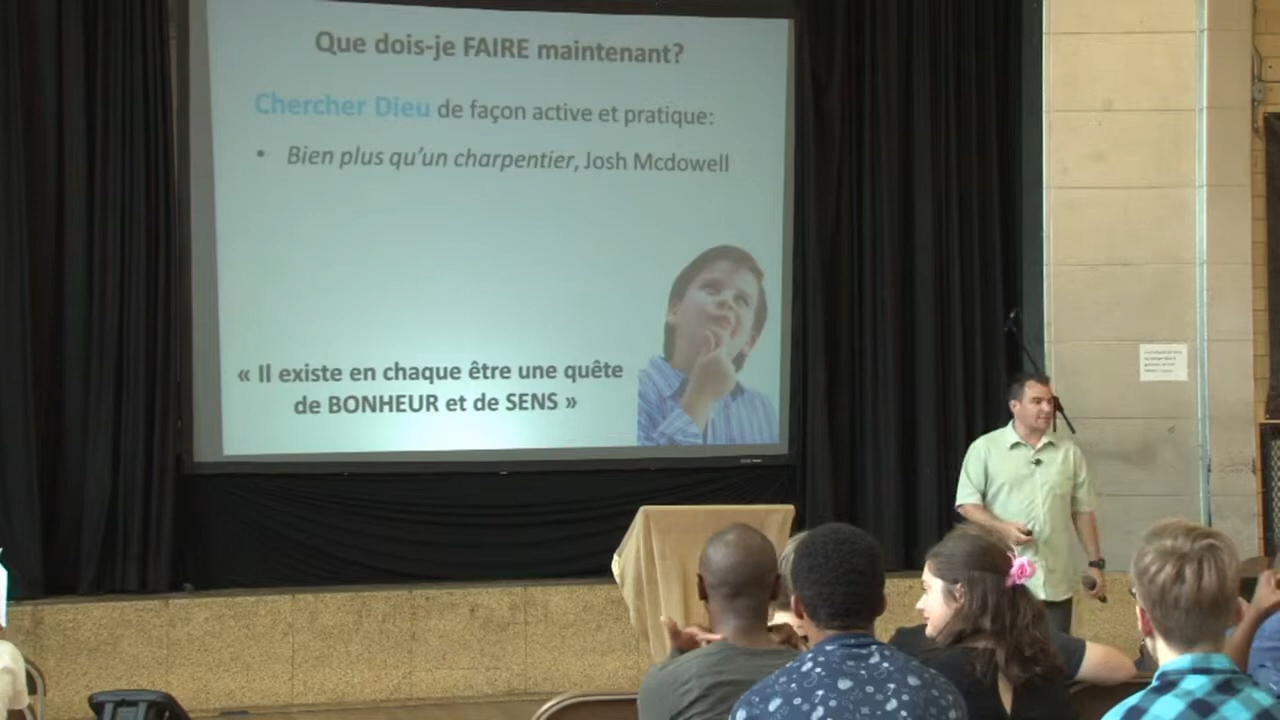 Que dois-je FAIRE maintenant?
Chercher Dieu de façon active et pratique:
• Bien plus qu'un charpentier, Josh Mcdowell
« Il existe en chaque être une quête
de BONHEUR et de SENS »